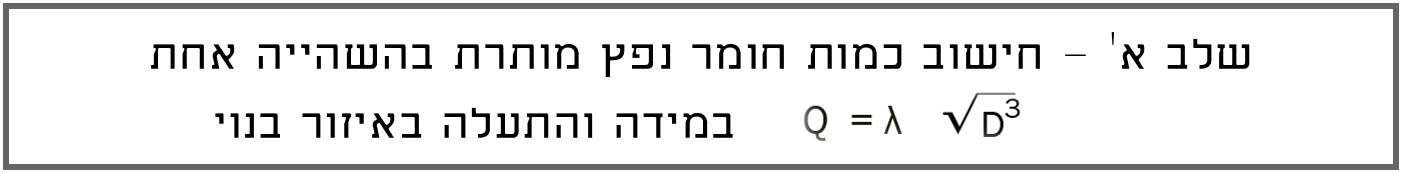 שלב א' – חישוב כמות חומר נפץ מותרת בהשהייה אחת
Q = λ √D³ במידה והתעלה באיזור בנוי